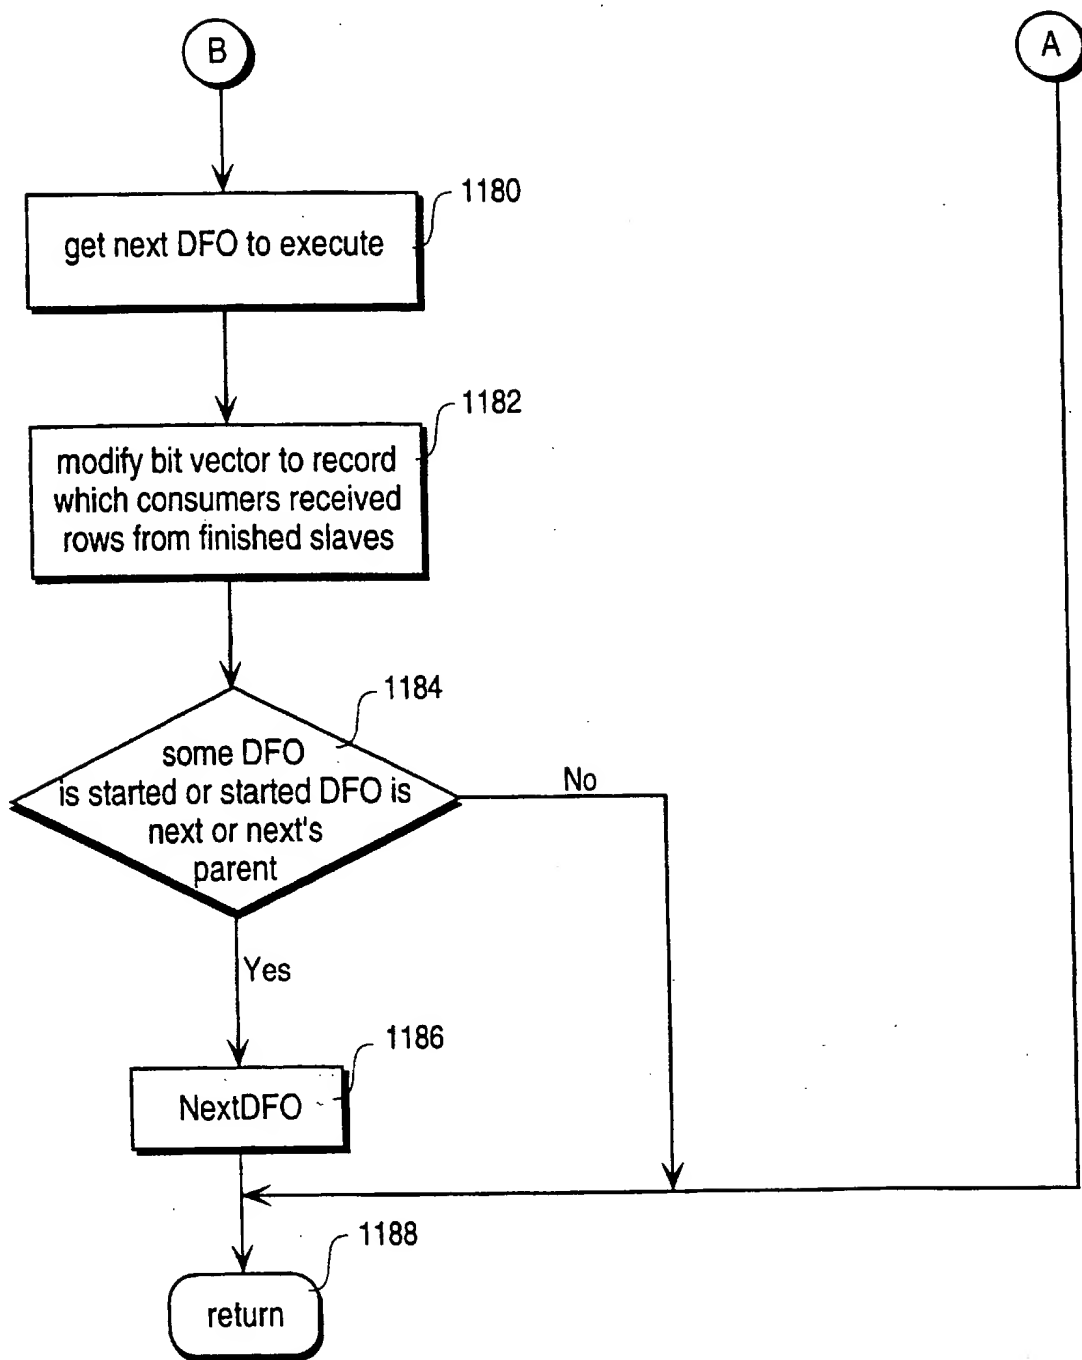 B
A
1180
get next DFO to execute
1182
modify bit vector to record
which consumers received
rows from finished slaves
1184
some DFO
is started or started DFO is
next or next's
parent
No
Yes
1186
NextDFO
1188
return